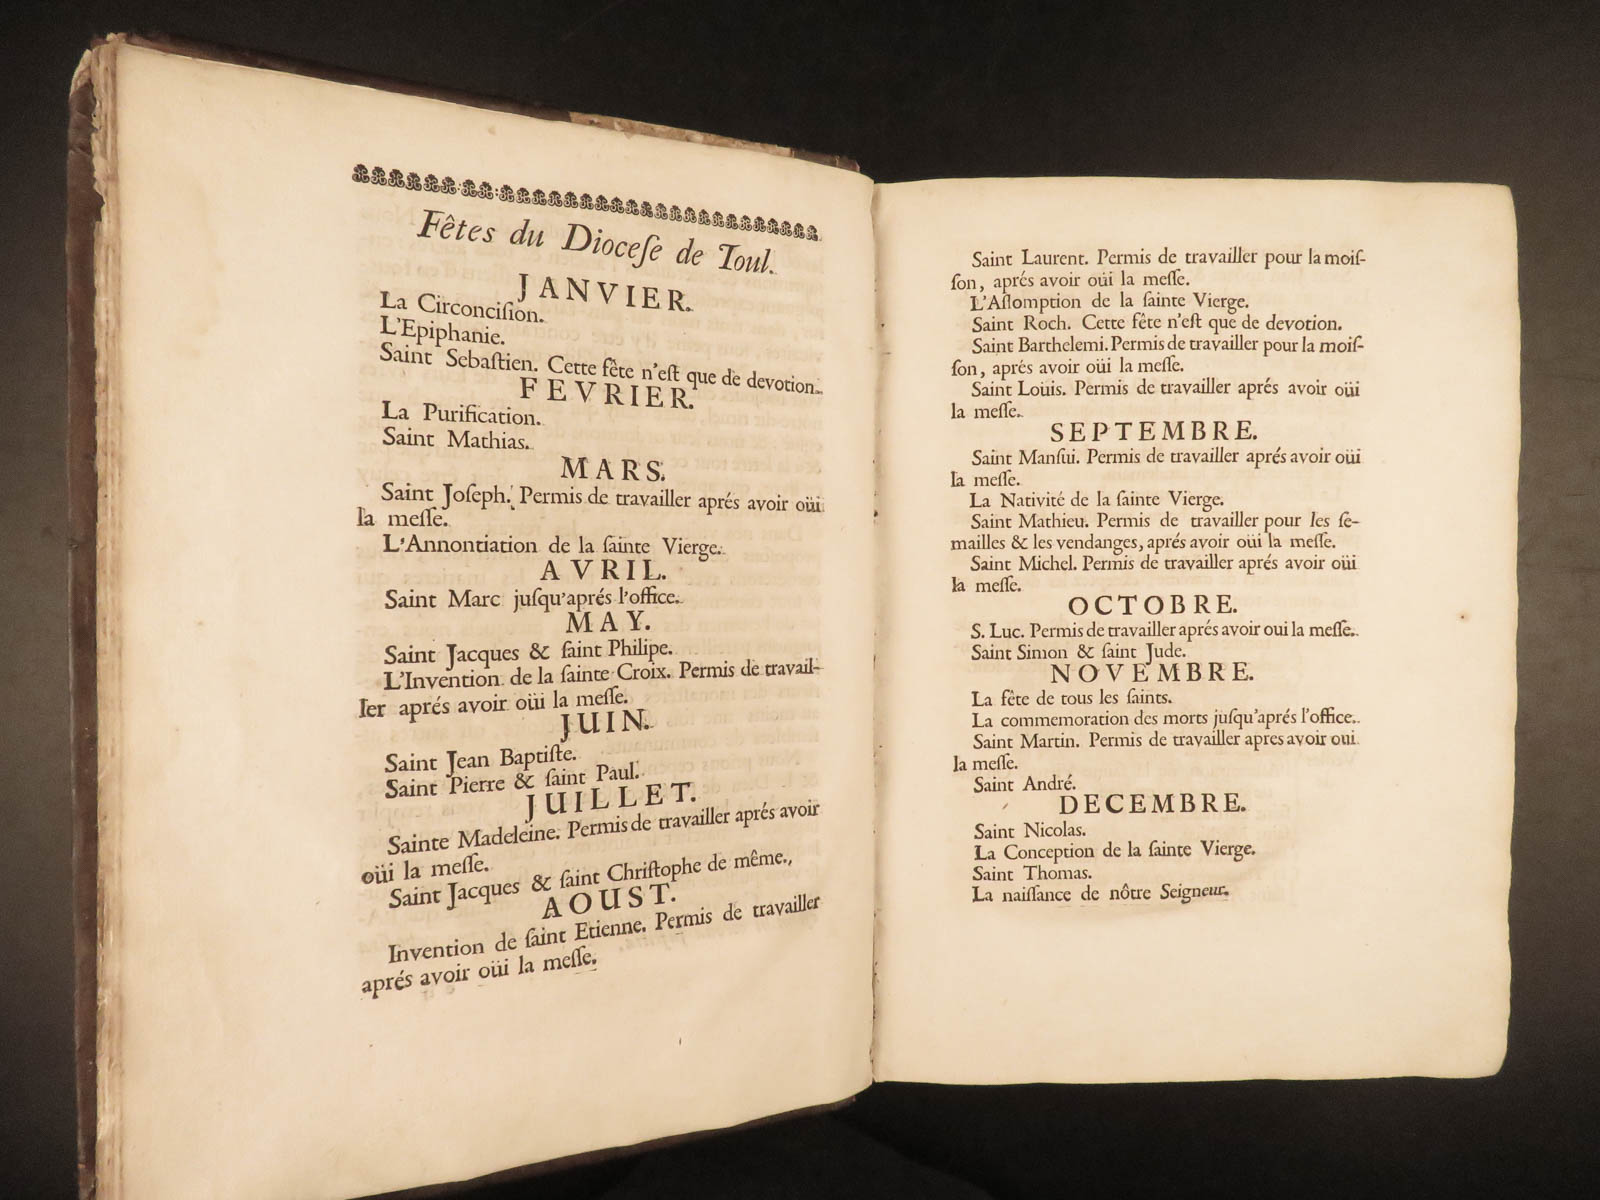 Fêtes du Dioceſe de Toul.
JANVIER.
La Circonciſion.
L'Epiphanie.
Saint Sebaſtien. Cette fête n'eſt que de devotion.
FEVRIER.
La Purification.
Saint Mathias.
MARS.
Saint Joſeph. Permis de travailler aprés avoir oüi
la meſſe.
L'Annontiation de la ſainte Vierge.
AVRIL.
Saint Marc juſqu'aprés l'office.
MAY.
Saint Jacques & ſaint Philipe.
L'Invention de la ſainte Croix. Permis de travail-
ler aprés avoir oüi la meſſe.
JUIN.
Saint Jean Baptiſte.
Saint Pierre & ſaint Paul.
JUILLET.
Sainte Madeleine. Permis de travailler aprés avoir
oüi la meſſe.
Saint Jacques & ſaint Chriſtophe de même.
AOUST.
Invention de ſaint Etienne. Permis de travailler
aprés avoir oüi la meſſe.
Saint Laurent. Permis de travailler pour la moiſ-
ſon, aprés avoir oüi la meſſe.
L'Aſſomption de la ſainte Vierge.
Saint Roch. Cette fête n'eſt que de devotion.
Saint Barthelemi. Permis de travailler pour la moiſ-
ſon, aprés avoir oüi la meſſe.
Saint Loüis. Permis de travailler aprés avoir oüi
la meſſe.
SEPTEMBRE.
Saint Manſui. Permis de travailler aprés avoir oüi
la meſſe.
La Nativité de la ſainte Vierge.
Saint Mathieu. Permis de travailler pour les ſe-
mailles & les vendanges, aprés avoir oüi la meſſe.
Saint Michel. Permis de travailler aprés avoir oüi
la meſſe.
OCTOBRE.
S. Luc. Permis de travailler aprés avoir oui la meſſe.
Saint Simon & ſaint Jude.
NOVEMBRE.
La fête de tous les ſaints.
La commemoration des morts juſqu'aprés l'office.
Saint Martin. Permis de travailler apres avoir oui
la meſſe.
Saint André.
DECEMBRE.
Saint Nicolas.
La Conception de la ſainte Vierge.
Saint Thomas.
La naiſſance de nôtre Seigneur.